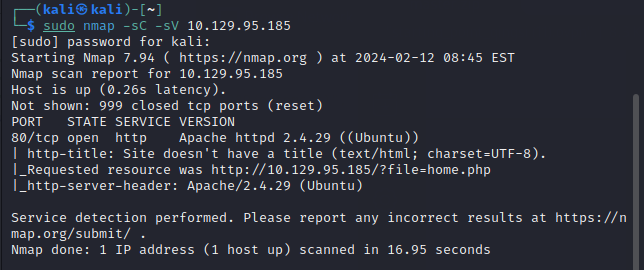 ┌──(kali㉿kali)-[~]
└─$ sudo nmap -sC -sV 10.129.95.185
[sudo] password for kali:
Starting Nmap 7.94 ( https://nmap.org ) at 2024-02-12 08:45 EST
Nmap scan report for 10.129.95.185
Host is up (0.26s latency).
Not shown: 999 closed tcp ports (reset)
PORT   STATE SERVICE VERSION
80/tcp open  http    Apache httpd 2.4.29 ((Ubuntu))
| http-title: Site doesn't have a title (text/html; charset=UTF-8).
|_Requested resource was http://10.129.95.185/?file=home.php
|_http-server-header: Apache/2.4.29 (Ubuntu)
Service detection performed. Please report any incorrect results at https://n
map.org/submit/ .
Nmap done: 1 IP address (1 host up) scanned in 16.95 seconds